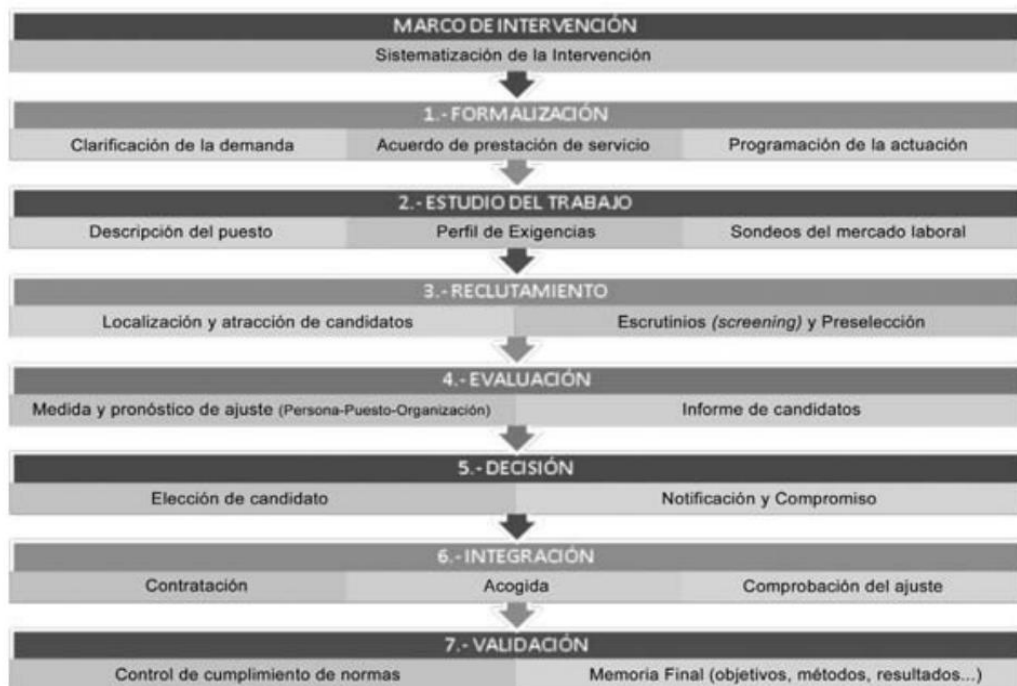 MARCO DE INTERVENCIÓN
Sistematización de la Intervención
1.- FORMALIZACIÓN
Clarificación de la demanda
Acuerdo de prestación de servicio
Programación de la actuación
2.- ESTUDIO DEL TRABAJO
Descripción del puesto
Perfil de Exigencias
Sondeos del mercado laboral
3.- RECLUTAMIENTO
Localización y atracción de candidatos
Escrutinios (screening) y Preselección
4.- EVALUACIÓN
Medida y pronóstico de ajuste (Persona-Puesto-Organización)
Informe de candidatos
5.- DECISIÓN
Elección de candidato
Notificación y Compromiso
6.- INTEGRACIÓN
Contratación
Acogida
Comprobación del ajuste
7.- VALIDACIÓN
Control de cumplimiento de normas
Memoria Final (objetivos, métodos, resultados...)